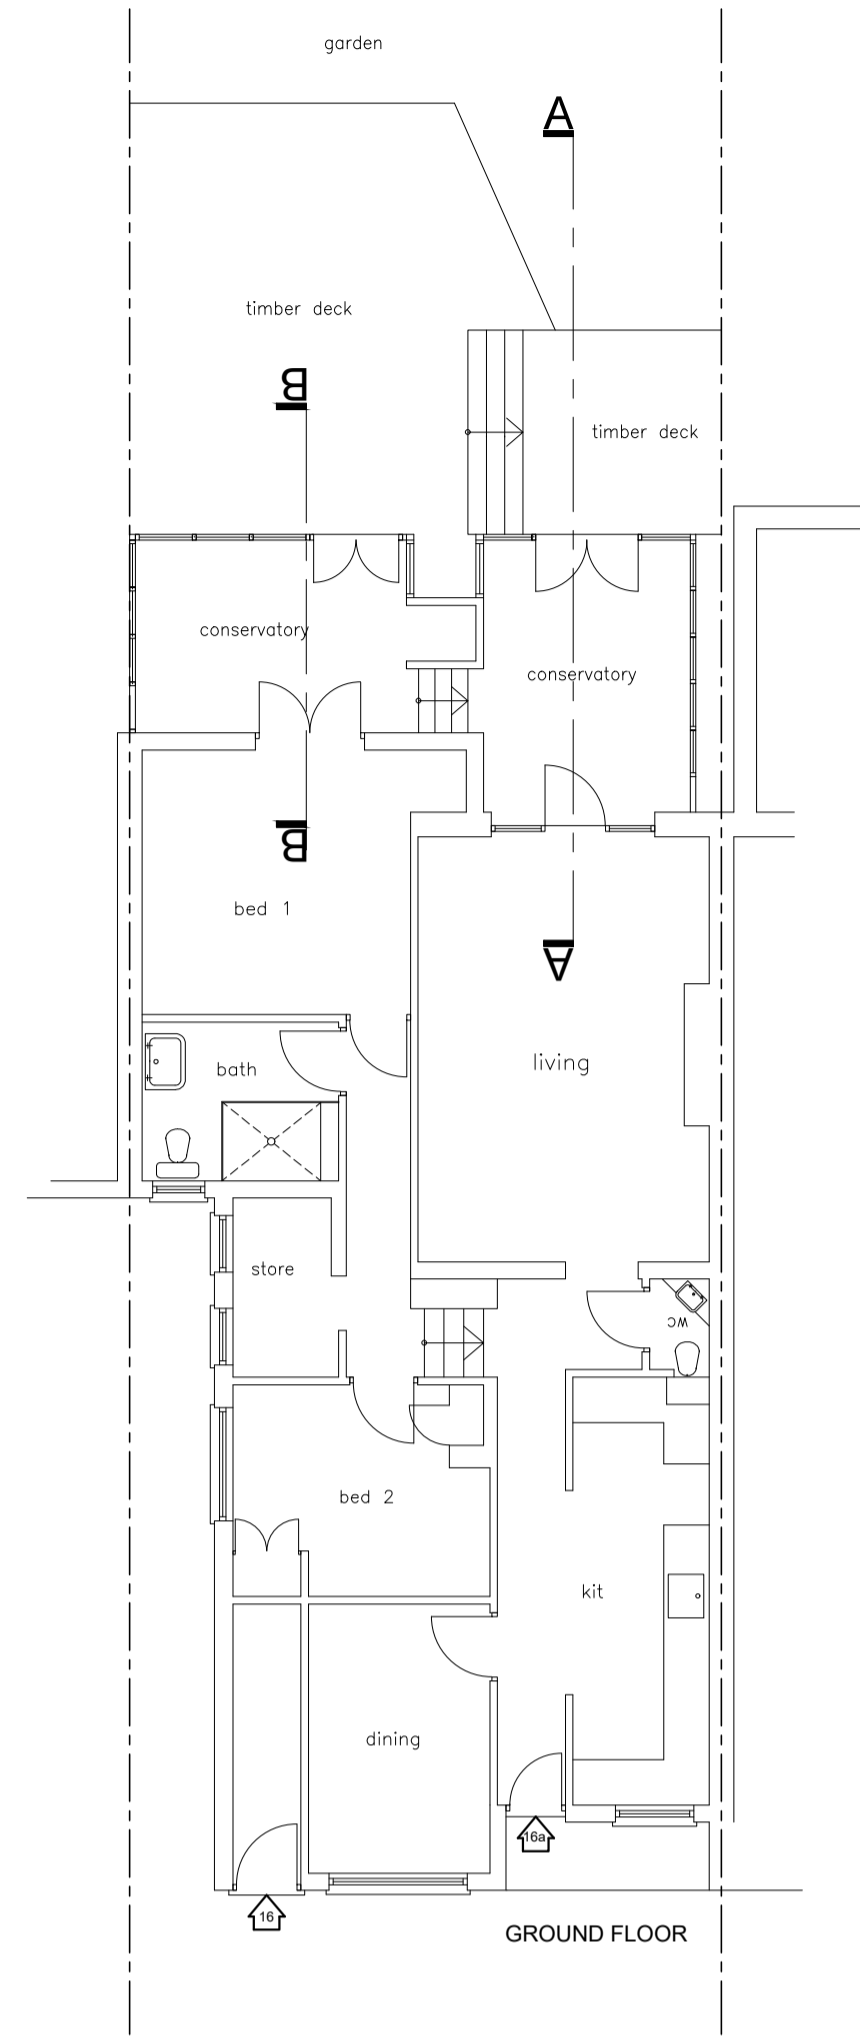 garden
A
timber deck
B
timber deck
conservatory
conservatory
B
bed 1
A
living
bath
store
WC
bed 2
kit
dining
16a
16
GROUND FLOOR